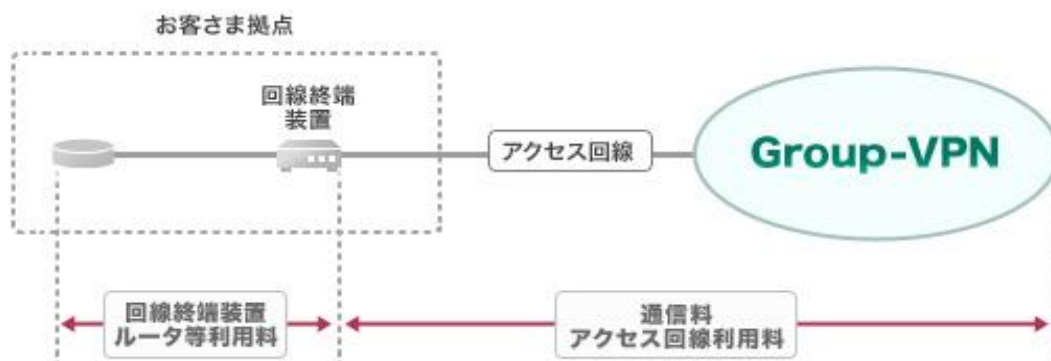 お客さま拠点
回線終端
装置
アクセス回線
Group-VPN
回線終端装置
ルータ等利用料
通信料
アクセス回線利用料